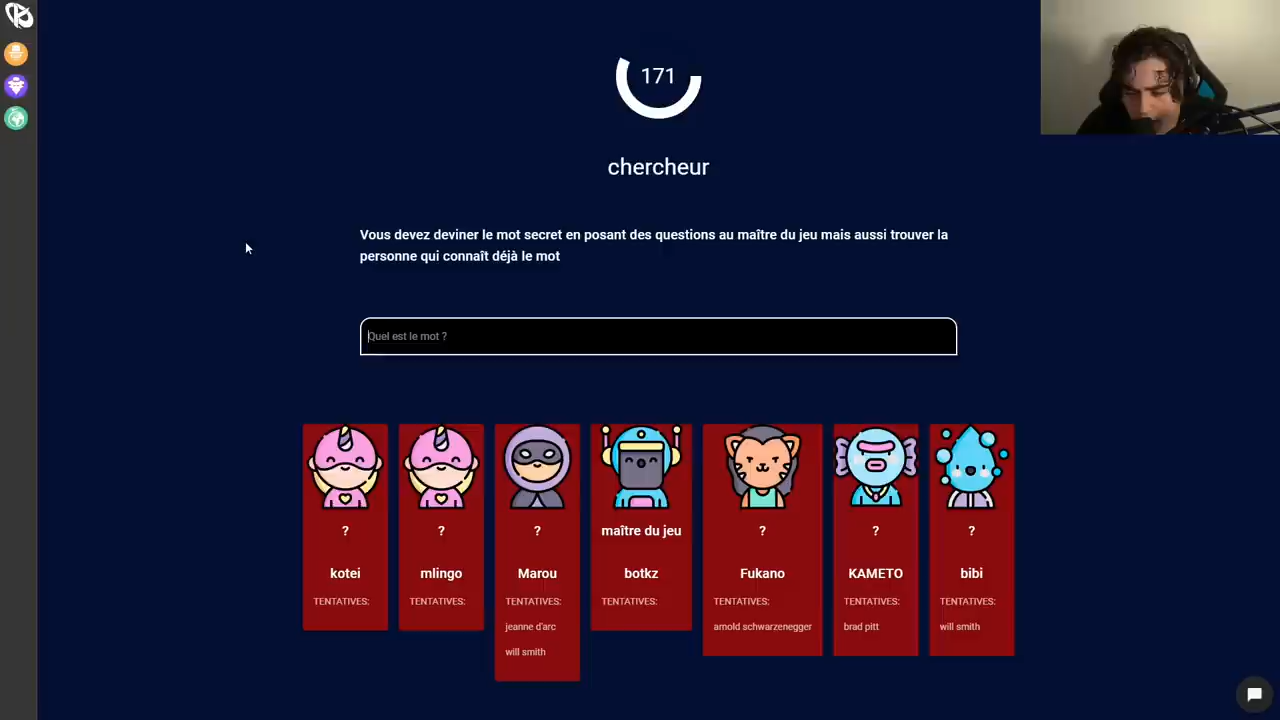 171
chercheur
Vous devez deviner le mot secret en posant des questions au maître du jeu mais aussi trouver la
personne qui connaît déjà le mot
Quel est le mot ?
? ? ? maître du jeu ? ? ?
kotei mlingo Marou botkz Fukano KAMETO bibi
TENTATIVES: TENTATIVES: TENTATIVES: TENTATIVES: TENTATIVES: TENTATIVES: TENTATIVES:
jeanne d'arc arnold schwarzenegger brad pitt will smith
will smith